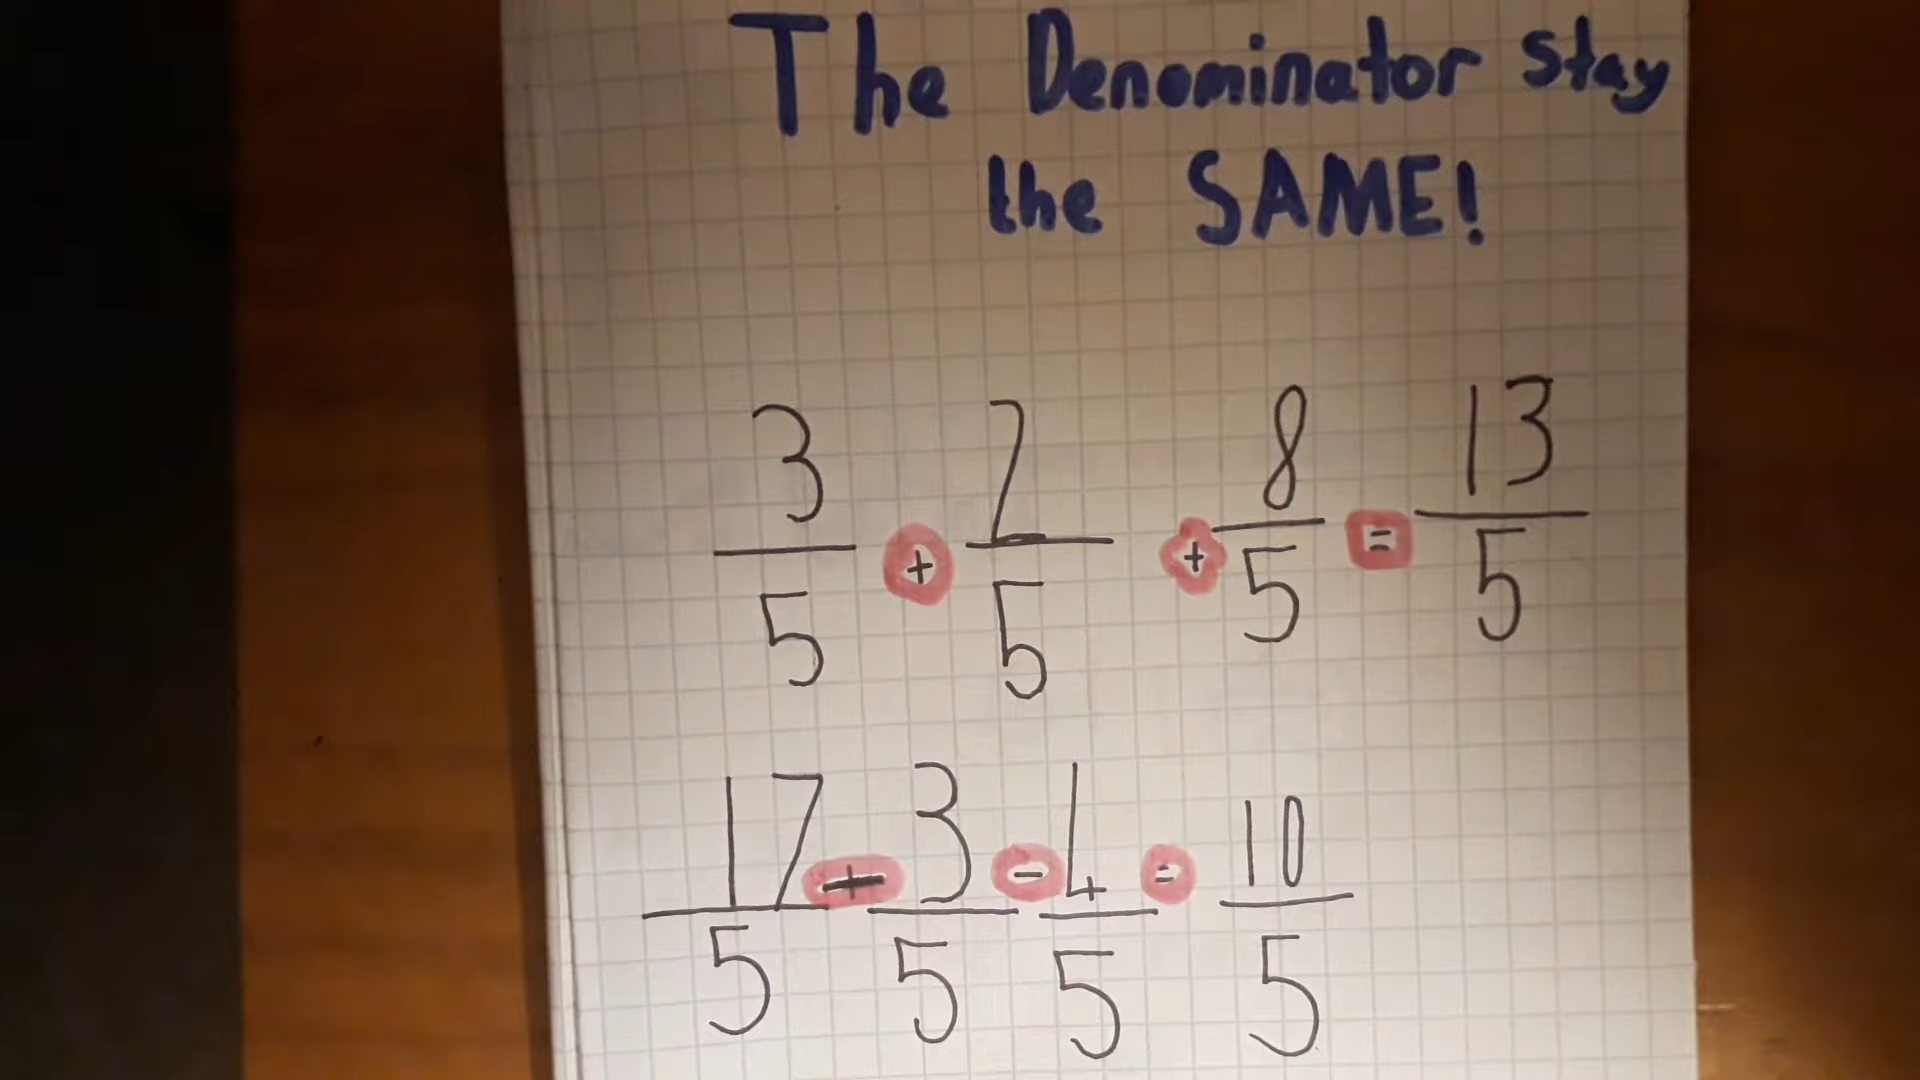 The Denominator stay
the SAME!
3/5 + 2/5 + 8/5 = 13/5
17/5 - 3/5 - 4/5 = 10/5